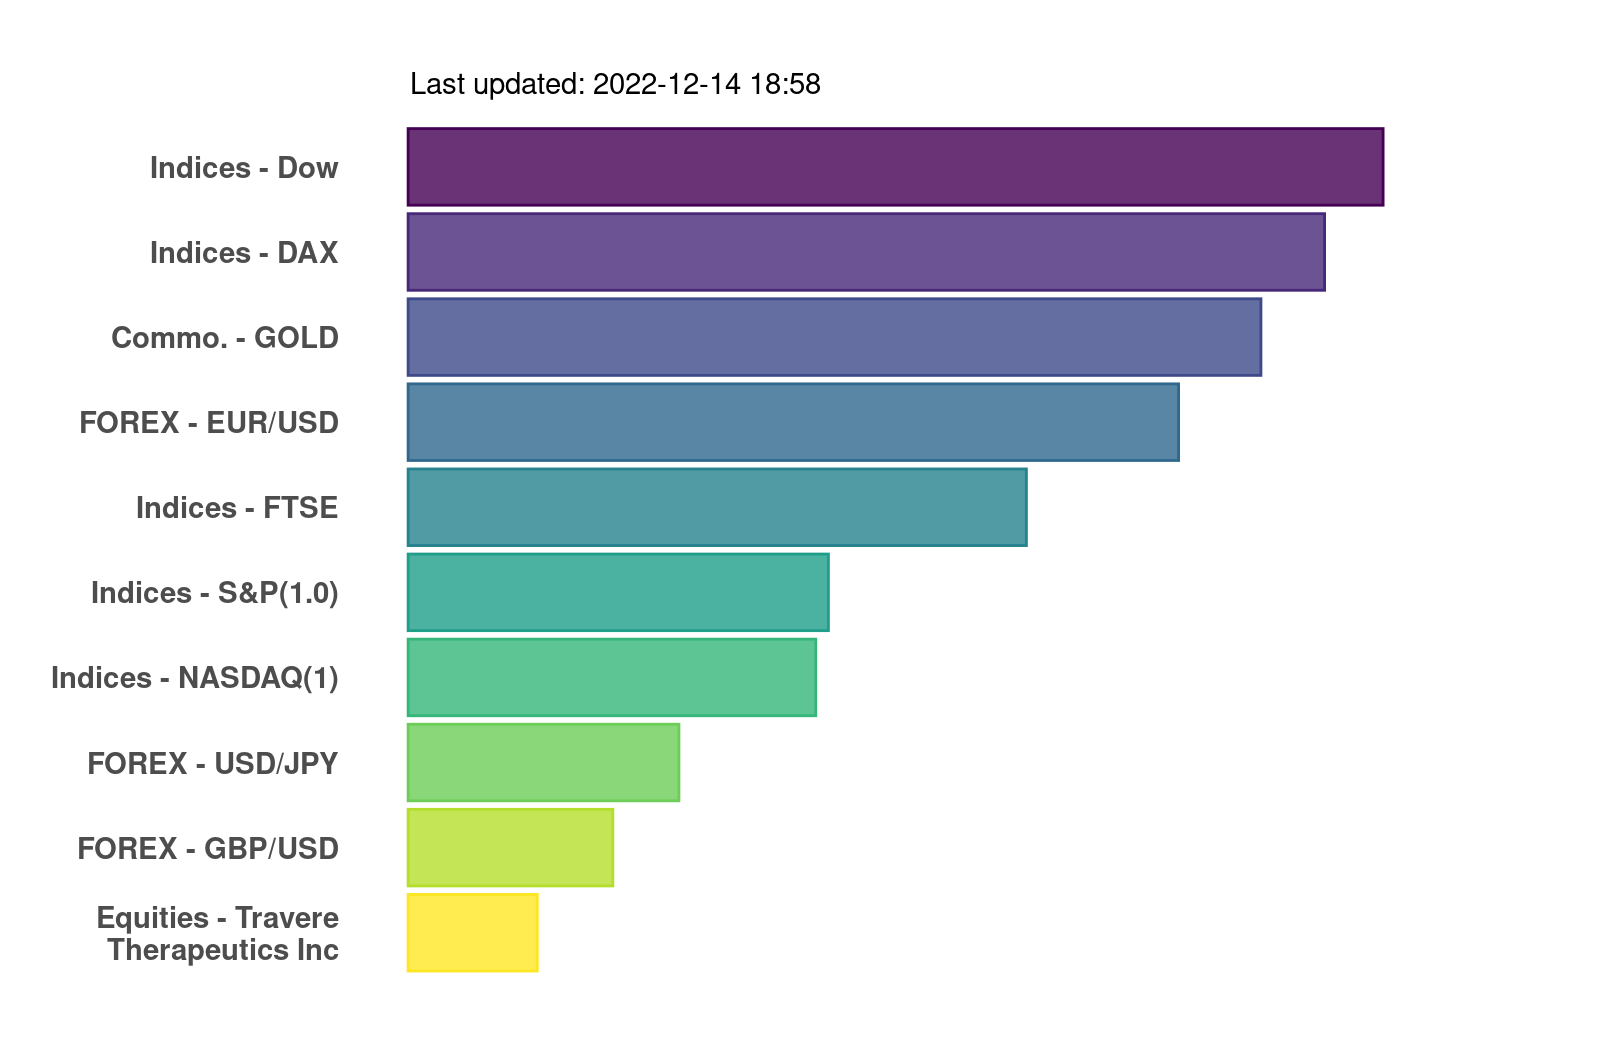 Last updated: 2022-12-14 18:58
Indices - Dow
Indices - DAX
Commo. - GOLD
FOREX - EUR/USD
Indices - FTSE
Indices - S&P(1.0)
Indices - NASDAQ(1)
FOREX - USD/JPY
FOREX - GBP/USD
Equities - Travere
Therapeutics Inc